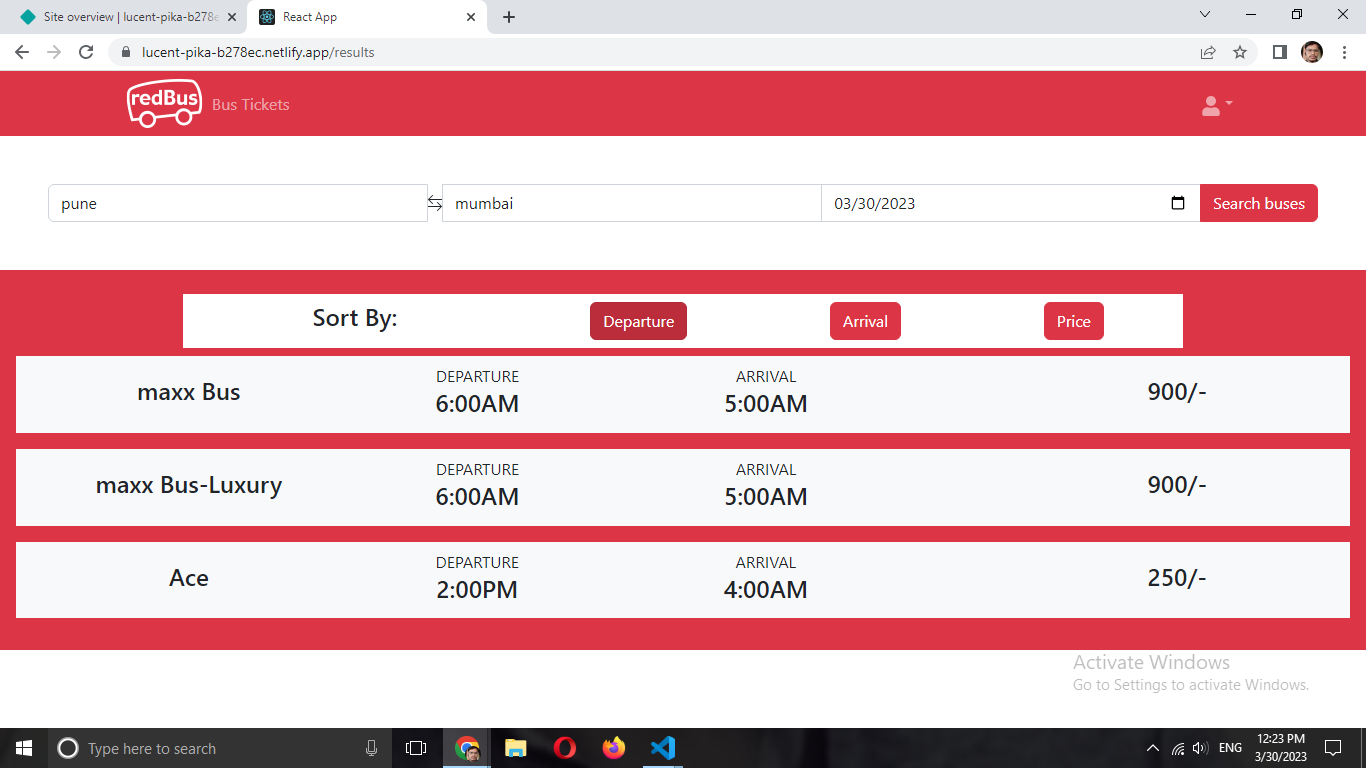 Site overview | lucent-pika-b278e
React App
lucent-pika-b278ec.netlify.app/results
redBus
Bus Tickets
pune
mumbai
03/30/2023
Search buses
Sort By:
Departure
Arrival
Price
maxx Bus
DEPARTURE
6:00AM
ARRIVAL
5:00AM
900/-
maxx Bus-Luxury
DEPARTURE
6:00AM
ARRIVAL
5:00AM
900/-
Ace
DEPARTURE
2:00PM
ARRIVAL
4:00AM
250/-
Activate Windows
Go to Settings to activate Windows.
Type here to search
ENG
12:23 PM
3/30/2023